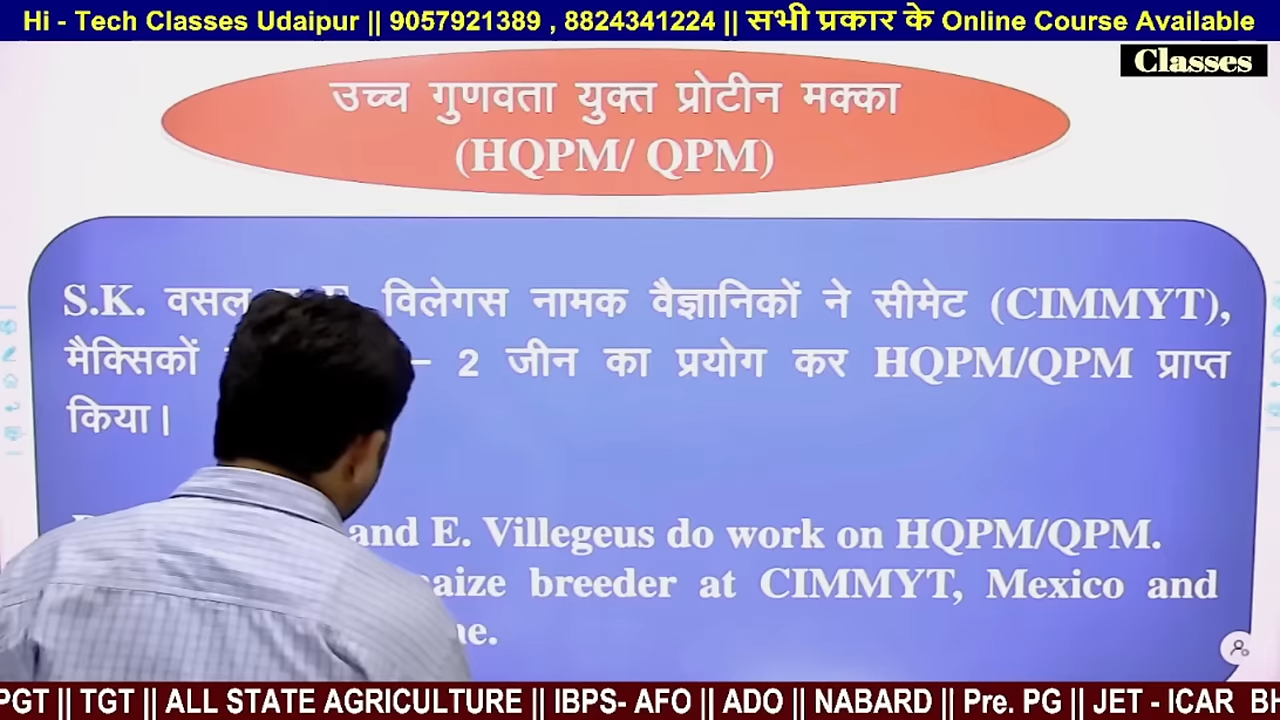 Hi - Tech Classes Udaipur || 9057921389 , 8824341224 || सभी प्रकार के Online Course Available
Classes
उच्च गुणवता युक्त प्रोटीन मक्का
(HQPM/ QPM)
S.K. वसल विलेगस नामक वैज्ञानिकों ने सीमेट (CIMMYT),
मैक्सिकों – 2 जीन का प्रयोग कर HQPM/QPM प्राप्त
किया।
and E. Villegeus do work on HQPM/QPM.
breeder at CIMMYT, Mexico and
PGT || TGT || ALL STATE AGRICULTURE || IBPS- AFO || ADO || NABARD || Pre. PG || JET - ICAR